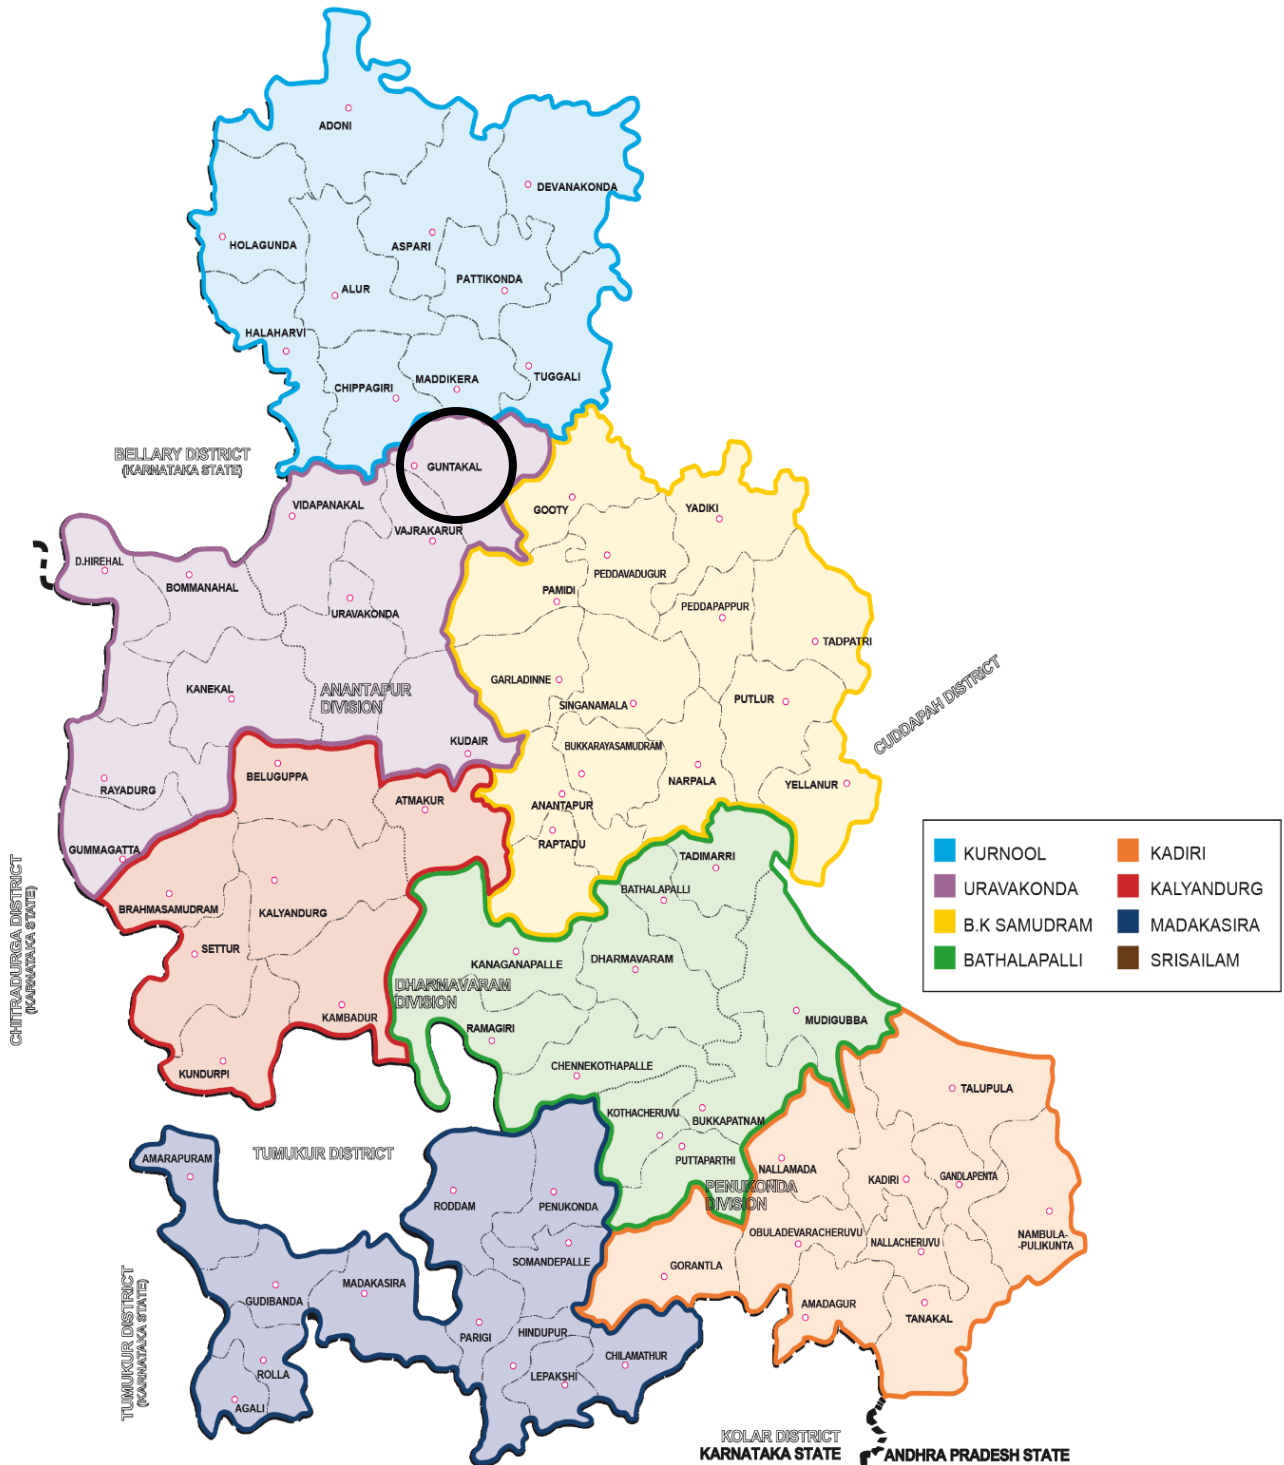 ADONI
DEVANAKONDA
HOLAGUNDA
ASPARI
PATTIKONDA
ALUR
HALAHARVI
TUGGALI
MADDIKERA
CHIPPAGIRI
BELLARY DISTRICT
(KARNATAKA STATE)
GUNTAKAL
VIDAPANAKAL
GOOTY
YADIKI
VAJRAKARUR
D.HIREHAL
BOMMANAHAL
PEDDAVADUGUR
PAMIDI
PEDDAPAPPUR
URAVAKONDA
TADPATRI
KANEKAL
ANANTAPUR
DIVISION
GARLADINNE
SINGANAMALA
PUTLUR
CUDDAPAH DISTRICT
KUDAIR
BUKKARAYASAMUDRAM
BELUGUPPA
NARPALA
YELLANUR
RAYADURG
ATMAKUR
ANANTAPUR
RAPTADU
GUMMAGATTA
TADIMARRI
BATHALAPALLI
KURNOOL
KADIRI
URAVAKONDA
KALYANDURG
B.K SAMUDRAM
MADAKASIRA
BATHALAPALLI
SRISAILAM
BRAHMASAMUDRAM
KALYANDURG
CHITRADURGA DISTRICT
(KARNATAKA STATE)
SETTUR
KANAGANAPALLE
DHARMAVARAM
DHARMAVARAM
DIVISION
KAMBADUR
RAMAGIRI
MUDIGUBBA
KUNDURPI
CHENNEKOTHAPALLE
TALUPULA
KOTHACHERUVU
BUKKAPATNAM
TUMUKUR DISTRICT
AMARAPURAM
PUTTAPARTHI
NALLAMADA
KADIRI
GANDLAPENTA
PENUKONDA
DIVISION
RODDAM
PENUKONDA
OBULADEVARACHERUVU
NALLACHERUVU
NAMBULA-
-PULIKUNTA
SOMANDEPALLE
GORANTLA
MADAKASIRA
GUDIBANDA
AMADAGUR
TANAKAL
TUMUKUR DISTRICT
(KARNATAKA STATE)
PARIGI
HINDUPUR
CHILAMATHUR
ROLLA
LEPAKSHI
AGALI
KOLAR DISTRICT
KARNATAKA STATE
ANDHRA PRADESH STATE